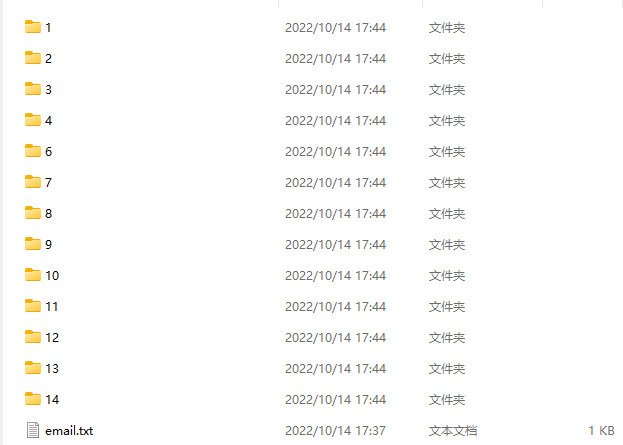 1 2022/10/14 17:44 文件夹
2 2022/10/14 17:44 文件夹
3 2022/10/14 17:44 文件夹
4 2022/10/14 17:44 文件夹
6 2022/10/14 17:44 文件夹
7 2022/10/14 17:44 文件夹
8 2022/10/14 17:44 文件夹
9 2022/10/14 17:44 文件夹
10 2022/10/14 17:44 文件夹
11 2022/10/14 17:44 文件夹
12 2022/10/14 17:44 文件夹
13 2022/10/14 17:44 文件夹
14 2022/10/14 17:44 文件夹
email.txt 2022/10/14 17:37 文本文档 1 KB